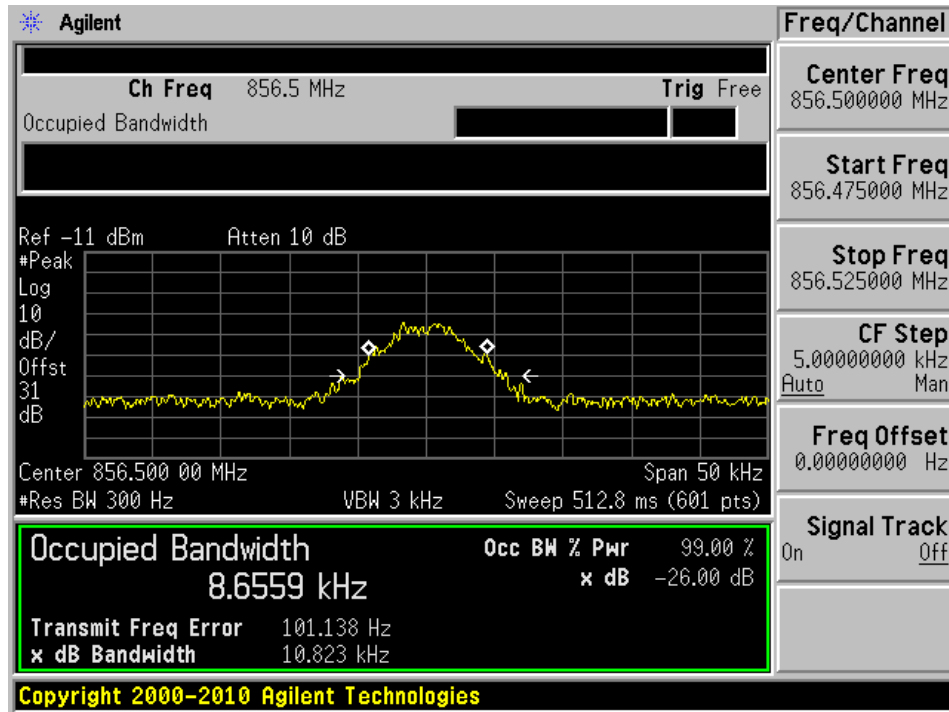 Agilent
Freq/Channel
Ch Freq 856.5 MHz Trig Free
Occupied Bandwidth
Center Freq
856.500000 MHz
Start Freq
856.475000 MHz
Stop Freq
856.525000 MHz
CF Step
5.00000000 kHz
Auto Man
Freq Offset
0.00000000 Hz
Signal Track
On Off
Ref -11 dBm Atten 10 dB
#Peak
Log
10
dB/
Offst
31
dB
Center 856.500 00 MHz Span 50 kHz
#Res BW 300 Hz VBW 3 kHz Sweep 512.8 ms (601 pts)
Occupied Bandwidth Occ BW % Pwr 99.00 %
8.6559 kHz x dB -26.00 dB
Transmit Freq Error 101.138 Hz
x dB Bandwidth 10.823 kHz
Copyright 2000-2010 Agilent Technologies